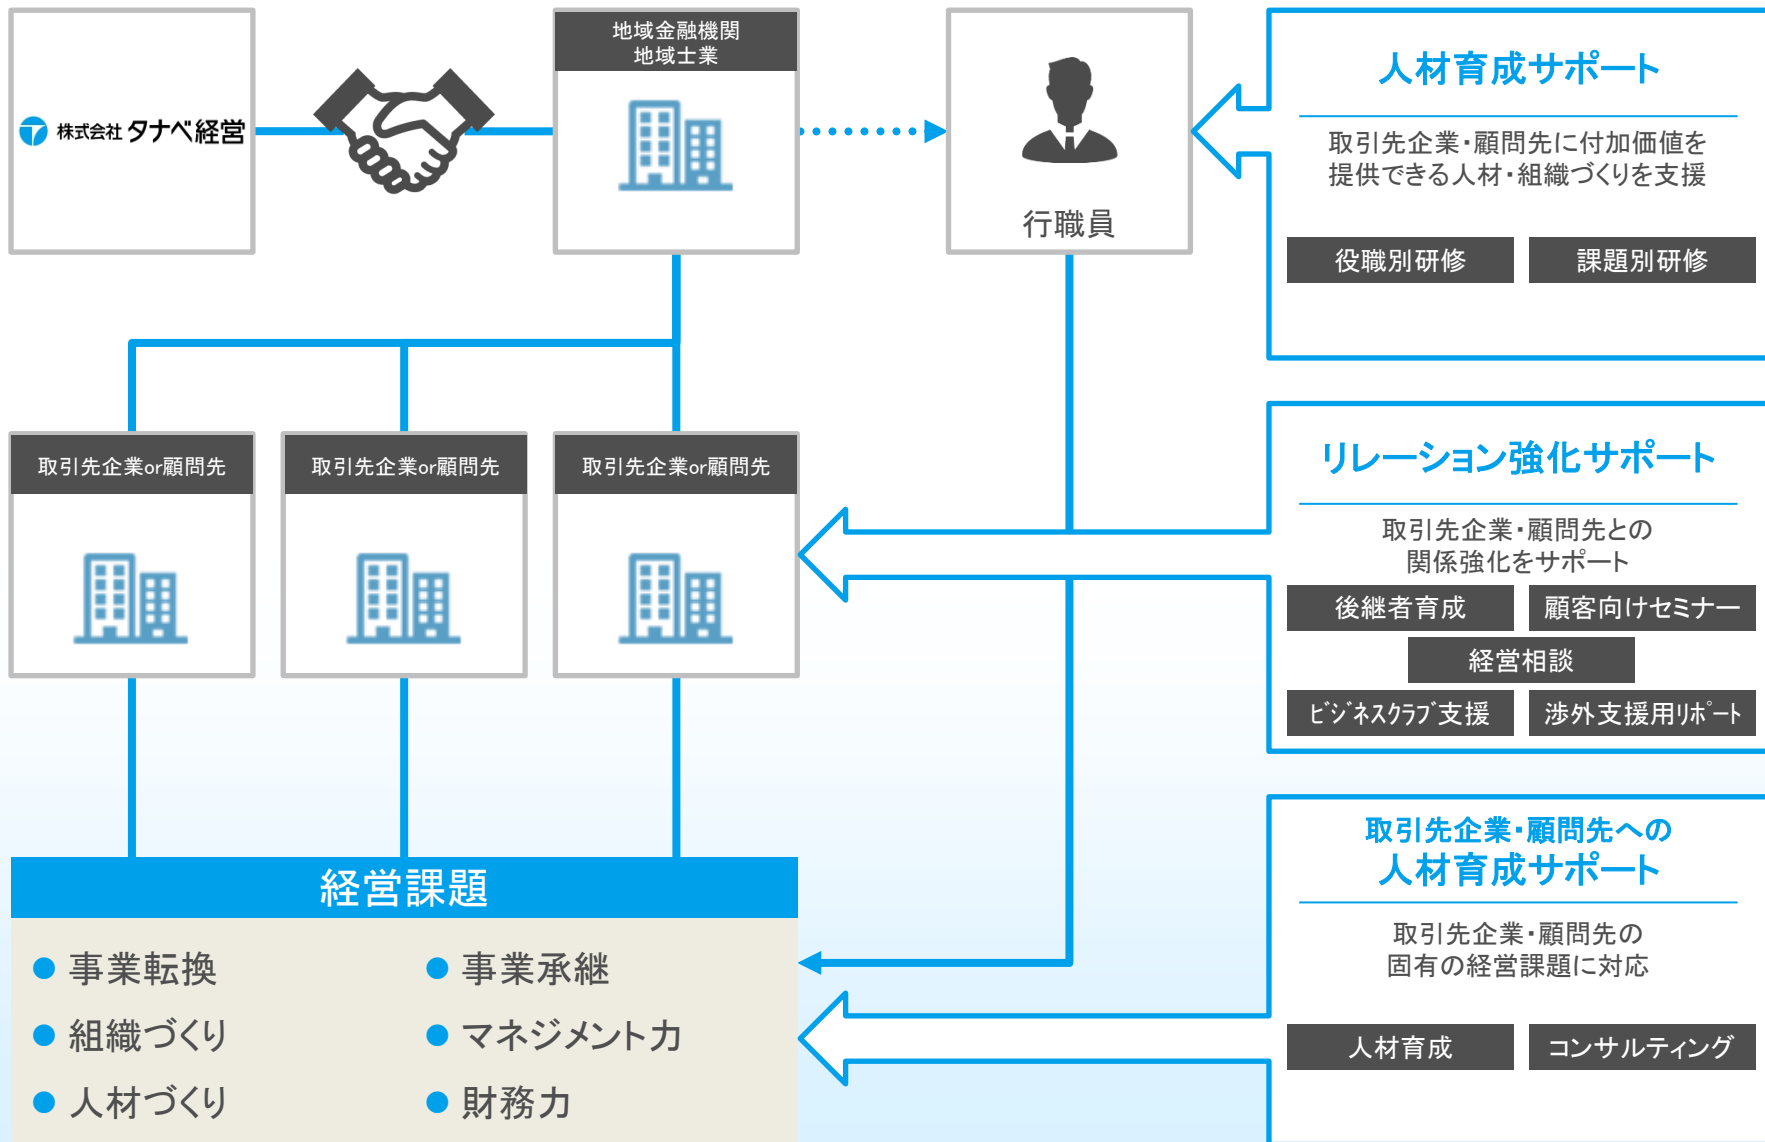 株式会社 タナベ経営
地域金融機関
地域士業
行職員
人材育成サポート
取引先企業・顧問先に付加価値を
提供できる人材・組織づくりを支援
役職別研修
課題別研修
取引先企業or顧問先
取引先企業or顧問先
取引先企業or顧問先
リレーション強化サポート
取引先企業・顧問先との
関係強化をサポート
後継者育成
顧客向けセミナー
経営相談
ﾋﾞｼﾞﾈｽｸﾗﾌﾞ支援
渉外支援用ﾘﾎﾟｰﾄ
経営課題
事業転換
事業承継
組織づくり
マネジメント力
人材づくり
財務力
取引先企業・顧問先への
人材育成サポート
取引先企業・顧問先の
固有の経営課題に対応
人材育成
コンサルティング